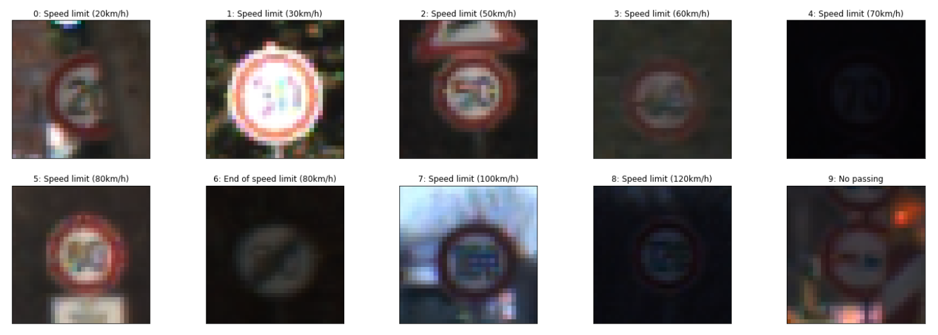 0: Speed limit (20km/h)
1: Speed limit (30km/h)
2: Speed limit (50km/h)
3: Speed limit (60km/h)
4: Speed limit (70km/h)
5: Speed limit (80km/h)
6: End of speed limit (80km/h)
7: Speed limit (100km/h)
8: Speed limit (120km/h)
9: No passing